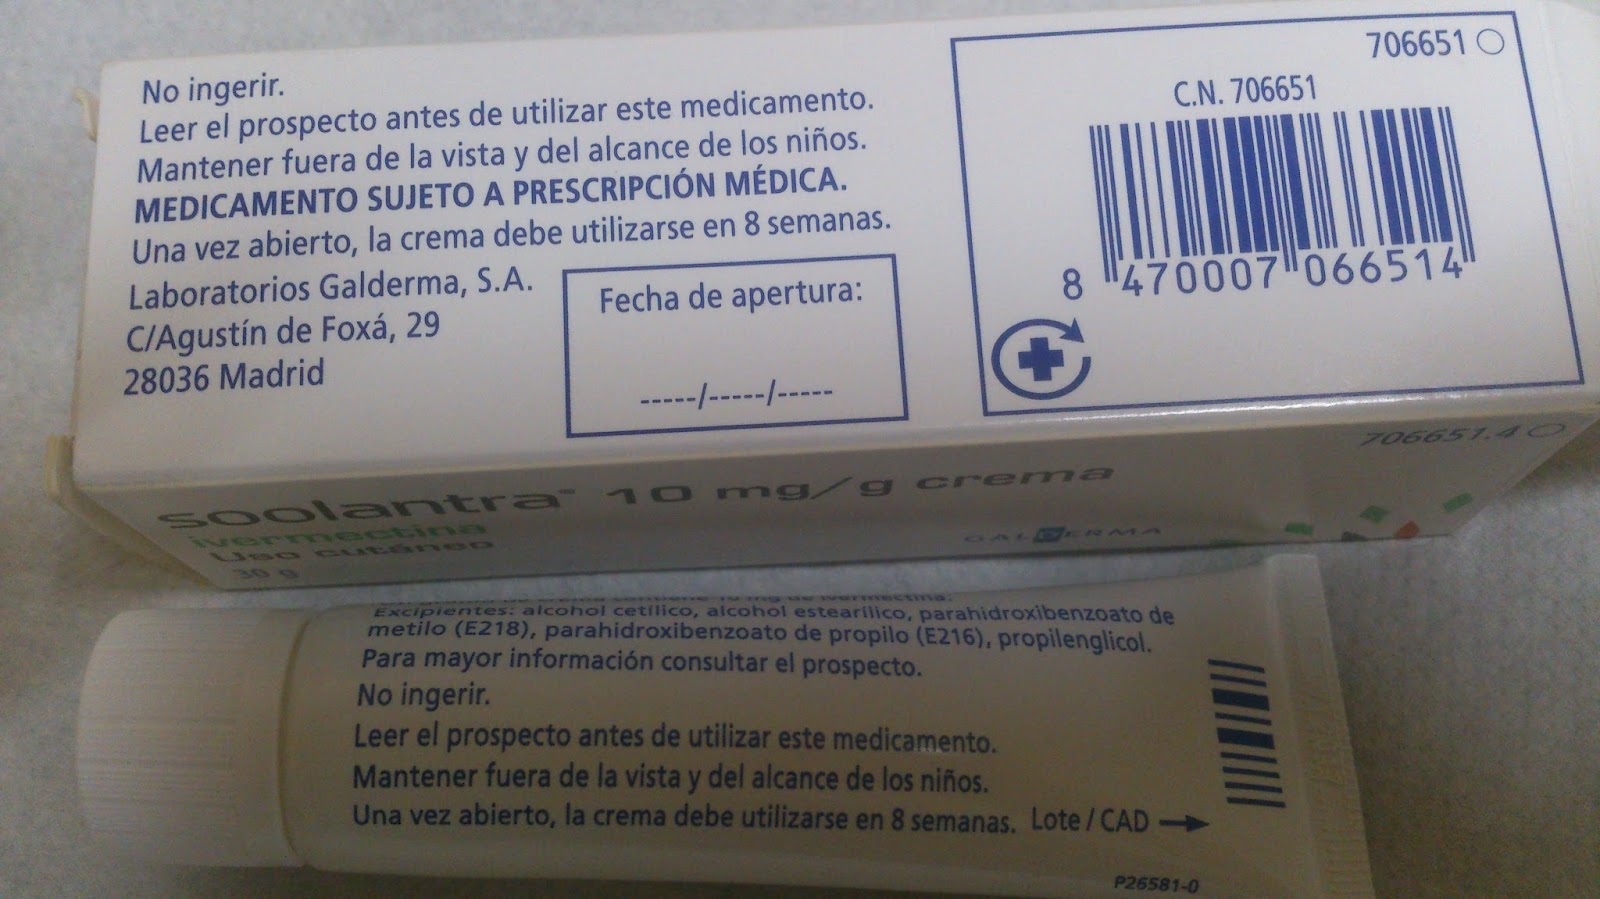 No ingerir.
Leer el prospecto antes de utilizar este medicamento.
Mantener fuera de la vista y del alcance de los niños.
MEDICAMENTO SUJETO A PRESCRIPCIÓN MÉDICA.
Una vez abierto, la crema debe utilizarse en 8 semanas.
Laboratorios Galderma, S.A.
C/Agustín de Foxá, 29
28036 Madrid
Fecha de apertura:
-----/-----/-----
706651
C.N. 706651
8 470007 066514
706651.4
soolantra 10 mg/g crema
ivermectina
Uso cutáneo
30 g
GALDERMA
Excipientes: alcohol cetílico, alcohol estearílico, parahidroxibenzoato de
metilo (E218), parahidroxibenzoato de propilo (E216), propilenglicol.
Para mayor información consultar el prospecto.
No ingerir.
Leer el prospecto antes de utilizar este medicamento.
Mantener fuera de la vista y del alcance de los niños.
Una vez abierto, la crema debe utilizarse en 8 semanas. Lote / CAD
P26581-0